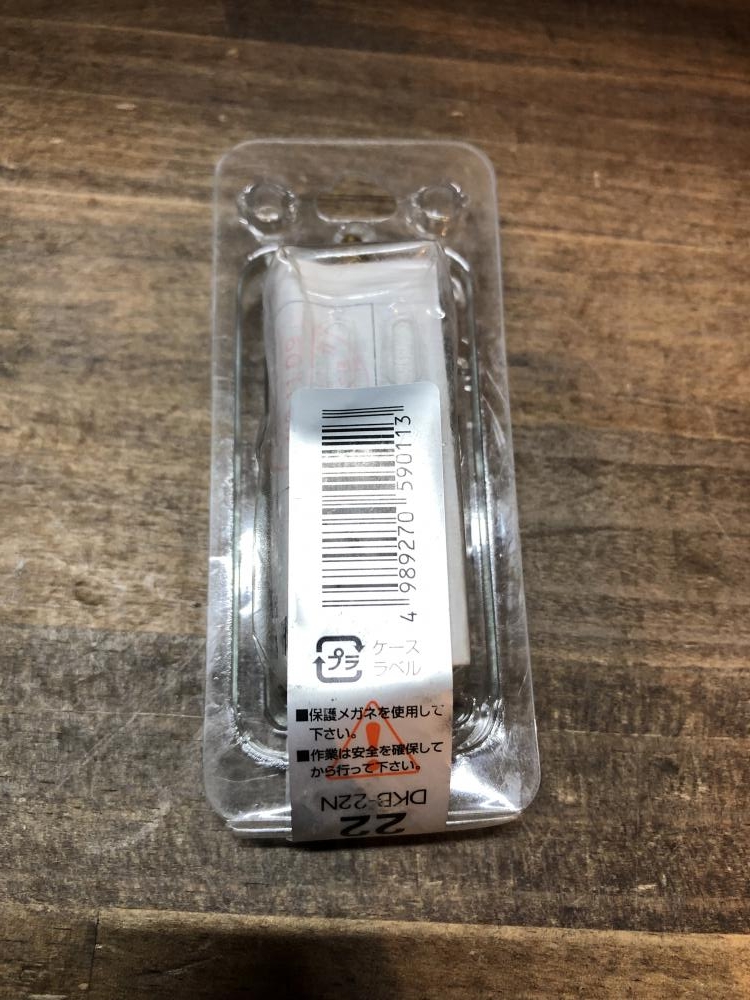 4 989270 590113
プラ
ケース
ラベル
■保護メガネを使用して
下さい。
■作業は安全を確保して
から行って下さい。
DKB-22N
22